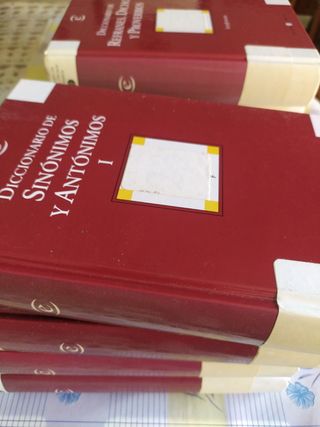 DICCIONARIO DE
REFRANES, DICHOS
Y PROVERBIOS
DICCIONARIO DE
SINÓNIMOS
Y ANTÓNIMOS
I